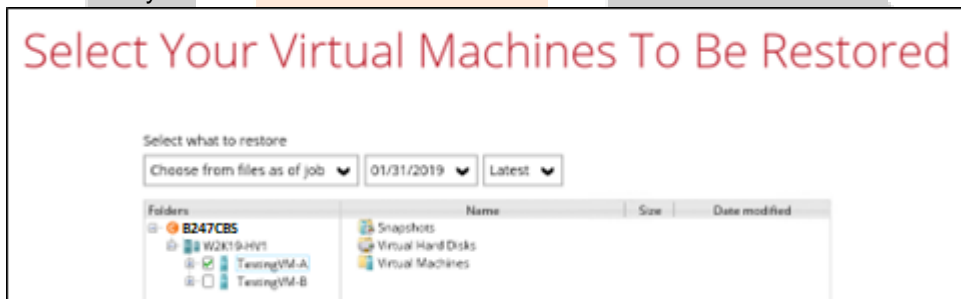 Select Your Virtual Machines To Be Restored
Select what to restore
Choose from files as of job 01/31/2019 Latest
Folders Name Size Date modified
B247CBS Snapshots
W2K19-HV1 Virtual Hard Disks
TestingVM-A Virtual Machines
TestingVM-B